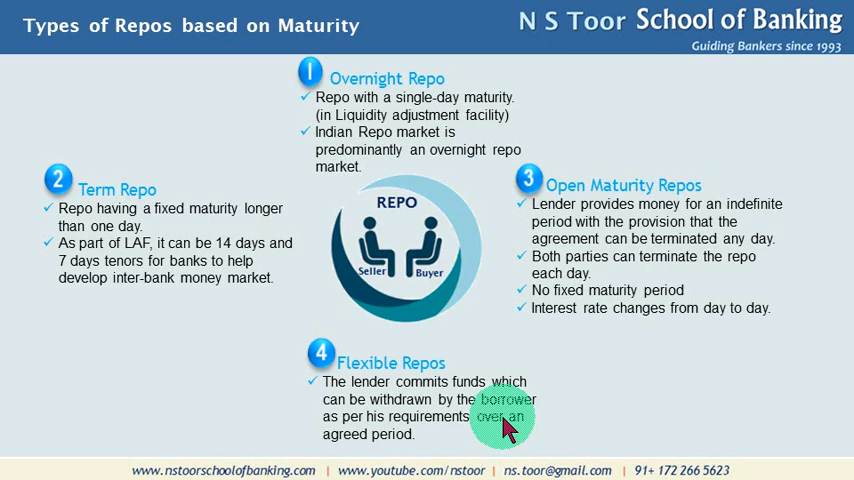 Types of Repos based on Maturity
N S Toor School of Banking
Guiding Bankers since 1993
1
Overnight Repo
✓ Repo with a single-day maturity.
(in Liquidity adjustment facility)
✓ Indian Repo market is
predominantly an overnight repo
market.
2
Term Repo
✓ Repo having a fixed maturity longer
than one day.
✓ As part of LAF, it can be 14 days and
7 days tenors for banks to help
develop inter-bank money market.
REPO
Seller
Buyer
3
Open Maturity Repos
✓ Lender provides money for an indefinite
period with the provision that the
agreement can be terminated any day.
✓ Both parties can terminate the repo
each day.
✓ No fixed maturity period
✓ Interest rate changes from day to day.
4
Flexible Repos
✓ The lender commits funds which
can be withdrawn by the borrower
as per his requirements over an
agreed period.
www.nstoorschoolofbanking.com | www.youtube.com/nstoor | ns.toor@gmail.com | 91+ 172 266 5623